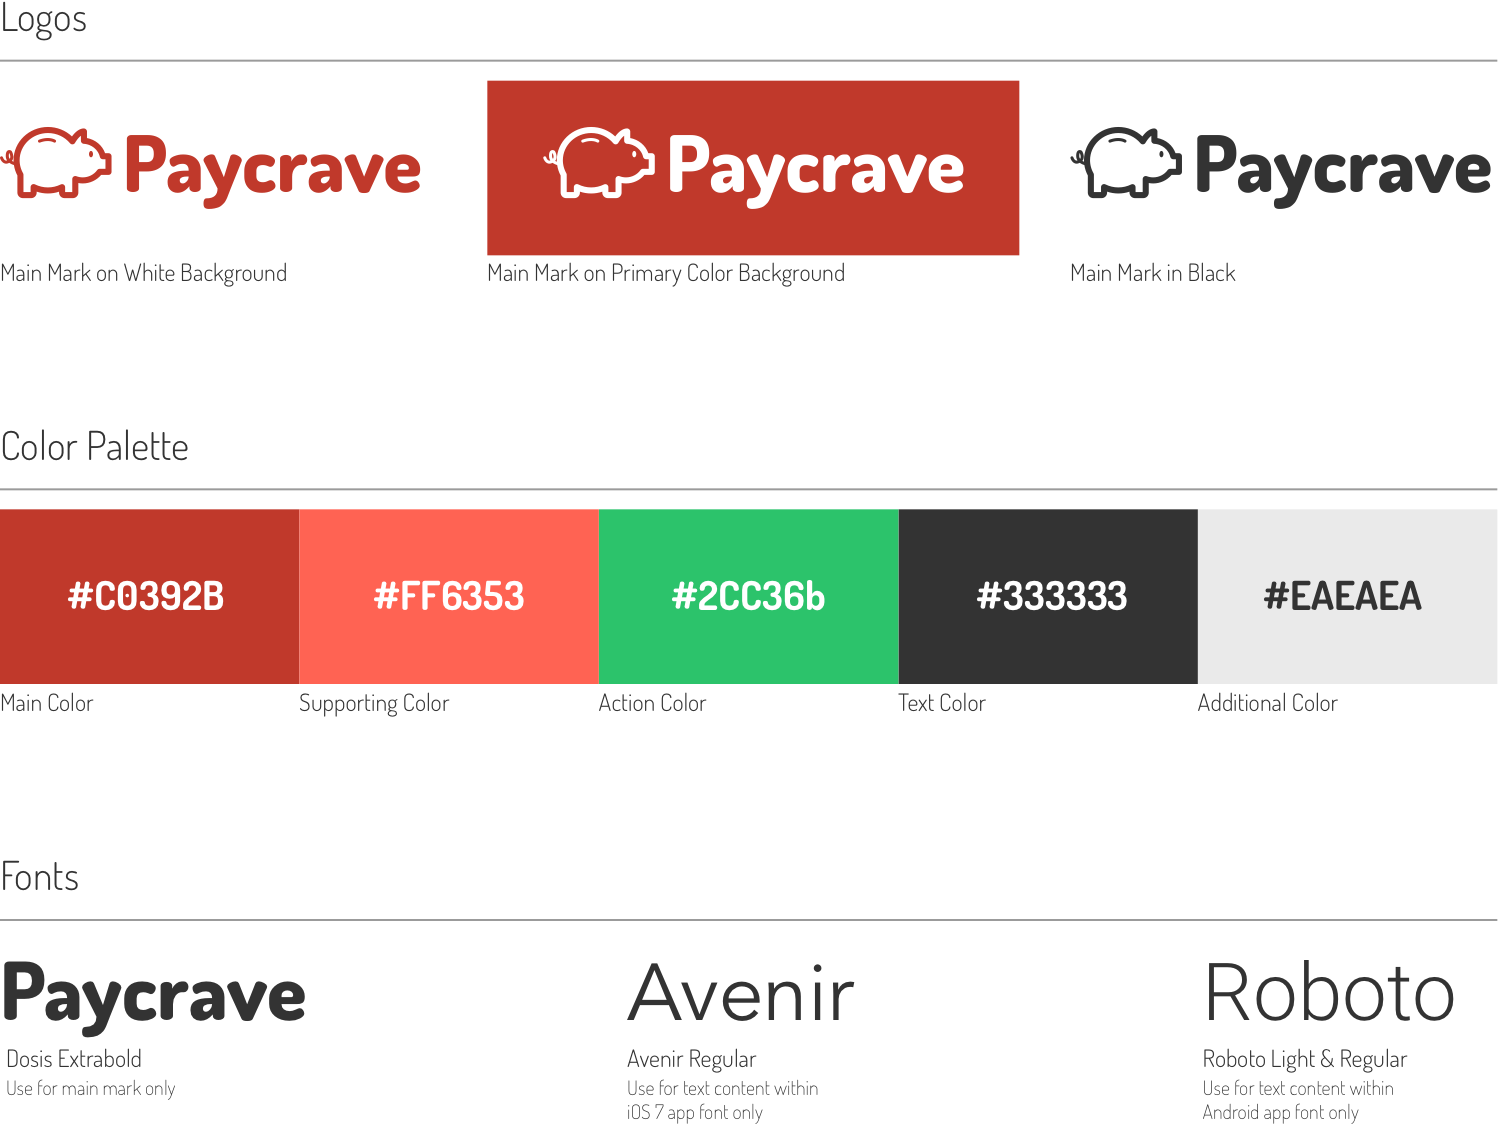 Logos
Paycrave
Paycrave
Paycrave
Main Mark on White Background
Main Mark on Primary Color Background
Main Mark in Black
Color Palette
#C0392B
#FF6353
#2CC36b
#333333
#EAEAEA
Main Color
Supporting Color
Action Color
Text Color
Additional Color
Fonts
Paycrave
Dosis Extrabold
Use for main mark only
Avenir
Avenir Regular
Use for text content within
iOS 7 app font only
Roboto
Roboto Light & Regular
Use for text content within
Android app font only